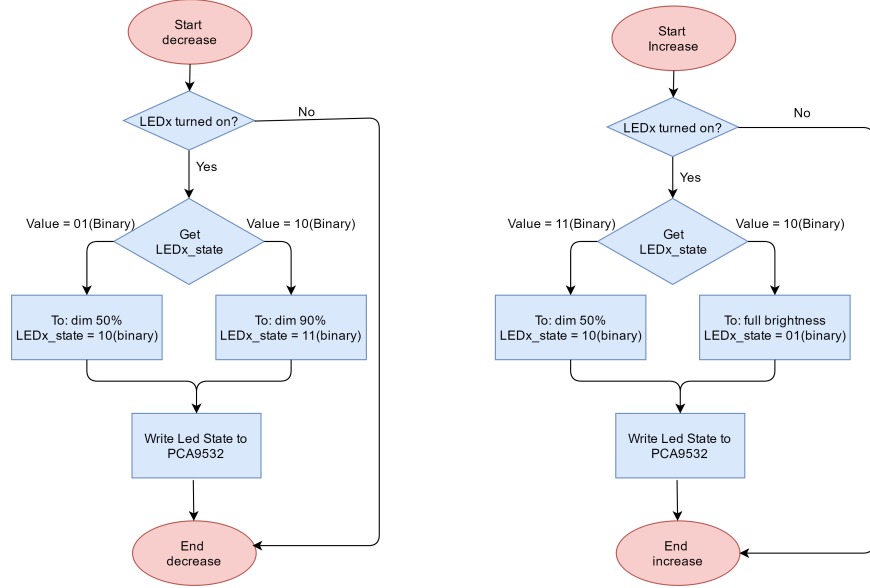 Start
decrease
LEDx turned on?
No
Yes
Value = 01(Binary)
Value = 10(Binary)
Get
LEDx_state
To: dim 50%
LEDx_state = 10(binary)
To: dim 90%
LEDx_state = 11(binary)
Write Led State to
PCA9532
End
decrease
Start
Increase
LEDx turned on?
No
Yes
Value = 11(Binary)
Value = 10(Binary)
Get
LEDx_state
To: dim 50%
LEDx_state = 10(binary)
To: full brightness
LEDx_state = 01(binary)
Write Led State to
PCA9532
End
increase